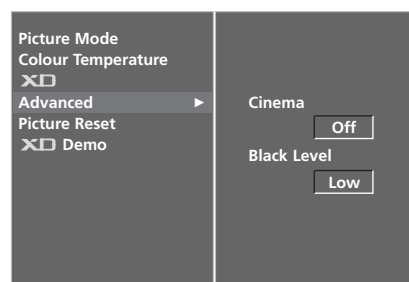 Picture Mode
Colour Temperature
XD
Advanced ►
Picture Reset
XD Demo
Cinema
Off
Black Level
Low